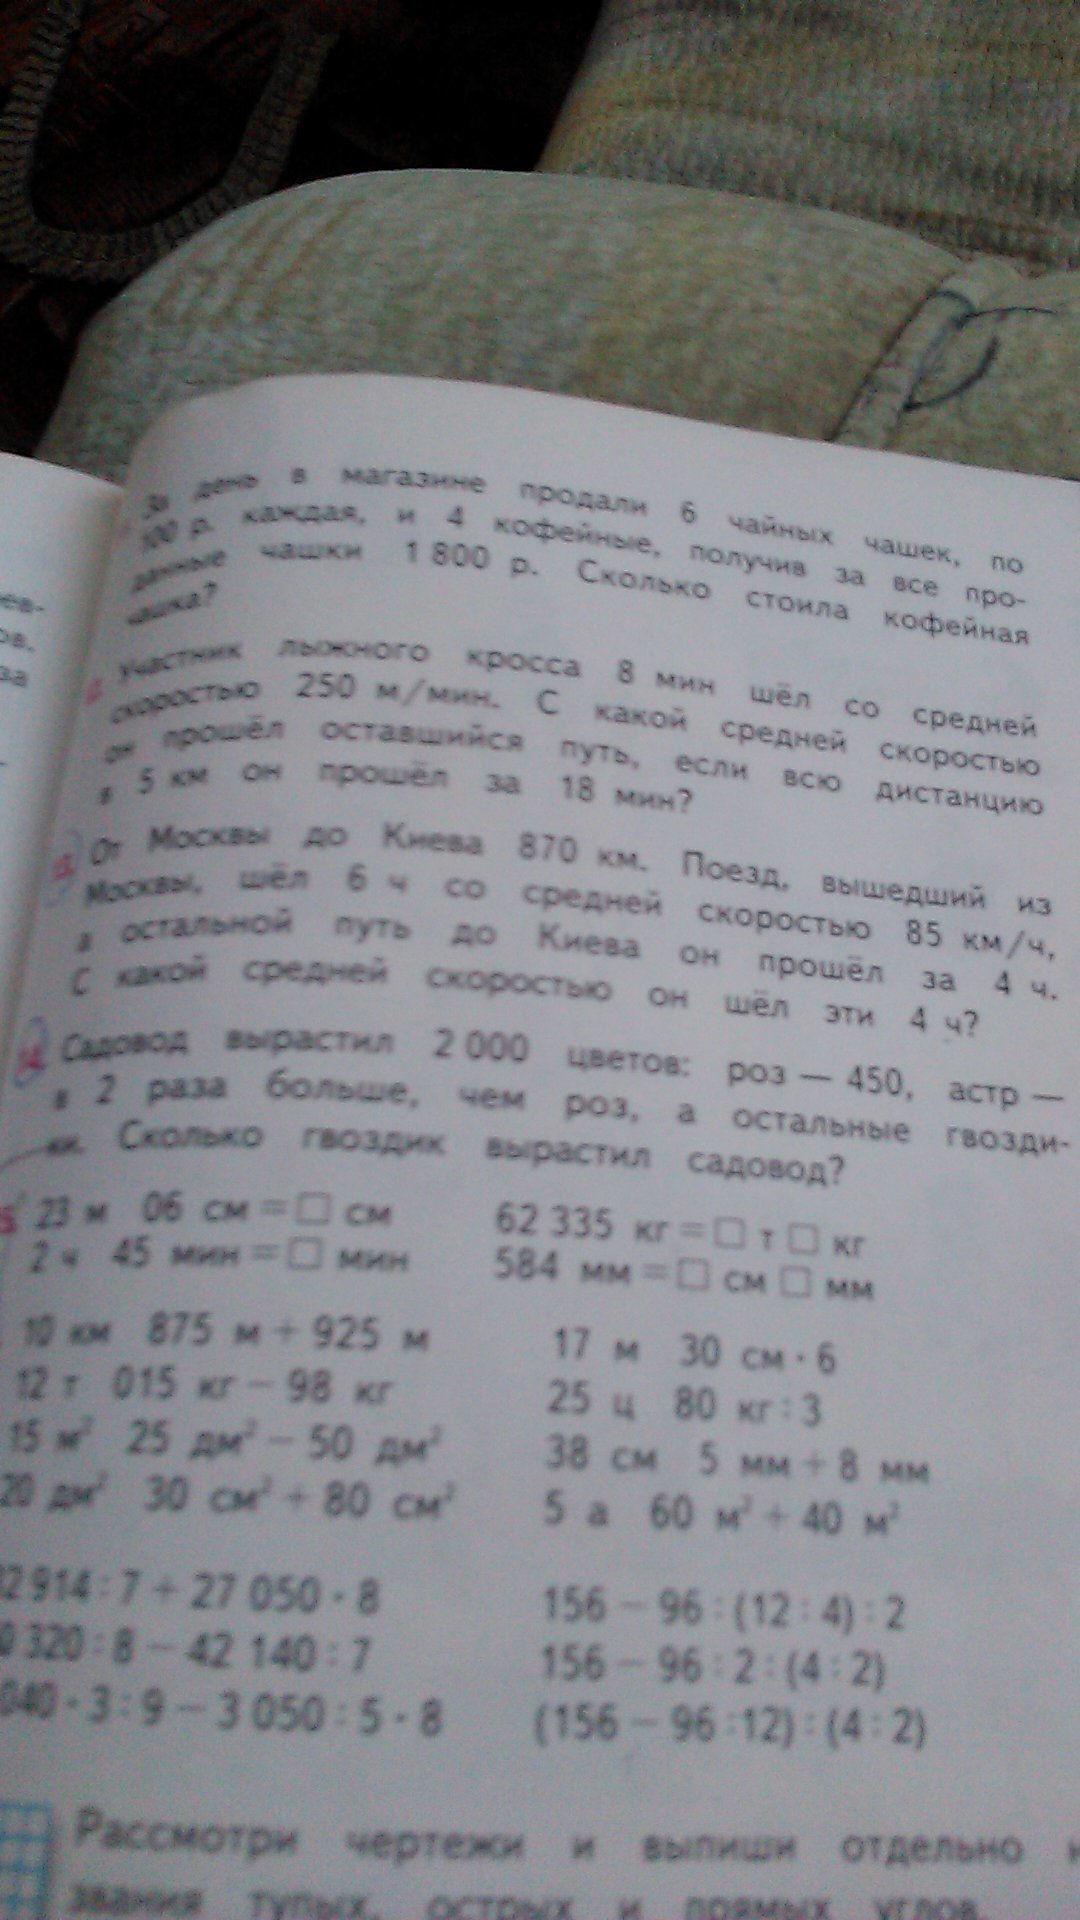 За день в магазине продали 6 чайных чашек, по
100 р. каждая, и 4 кофейные, получив за все про-
данные чашки 1 800 р. Сколько стоила кофейная
чашка?
Участник лыжного кросса 8 мин шёл со средней
скоростью 250 м/мин. С какой средней скоростью
он прошёл оставшийся путь, если всю дистанцию
в 5 км он прошёл за 18 мин?
От Москвы до Киева 870 км. Поезд, вышедший из
Москвы, шёл 6 ч со средней скоростью 85 км/ч,
а остальной путь до Киева он прошёл за 4 ч.
С какой средней скоростью он шёл эти 4 ч?
Садовод вырастил 2 000 цветов: роз — 450, астр —
в 2 раза больше, чем роз, а остальные гвозди-
ки. Сколько гвоздик вырастил садовод?
23 м 06 см = □ см 62 335 кг = □ т □ кг
2 ч 45 мин = □ мин 584 мм = □ см □ мм
10 км 875 м + 925 м 17 м 30 см · 6
12 т 015 кг − 98 кг 25 ц 80 кг : 3
15 м² 25 дм² − 50 дм² 38 см 5 мм + 8 мм
20 дм² 30 см² + 80 см² 5 а 60 м² + 40 м²
2 914 : 7 + 27 050 · 8 156 − 96 : (12 : 4) : 2
320 : 8 − 42 140 : 7 156 − 96 : 2 : (4 : 2)
040 · 3 : 9 − 3 050 : 5 · 8 (156 − 96 : 12) : (4 : 2)
Рассмотри чертежи и выпиши отдельно
звания тупых, острых и прямых углов.